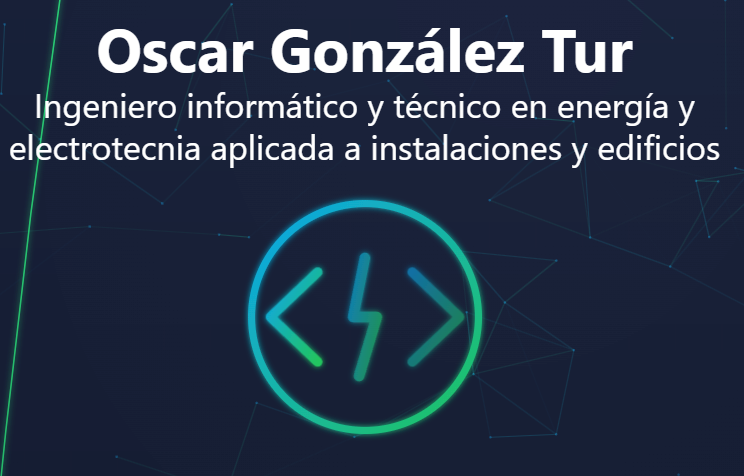 Oscar González Tur
Ingeniero informático y técnico en energía y
electrotecnia aplicada a instalaciones y edificios